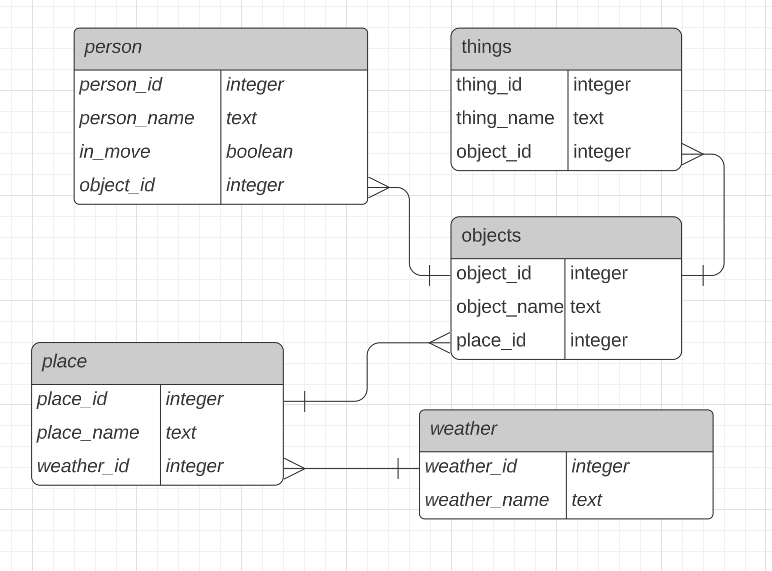 person
person_id integer
person_name text
in_move boolean
object_id integer
things
thing_id integer
thing_name text
object_id integer
objects
object_id integer
object_name text
place_id integer
place
place_id integer
place_name text
weather_id integer
weather
weather_id integer
weather_name text